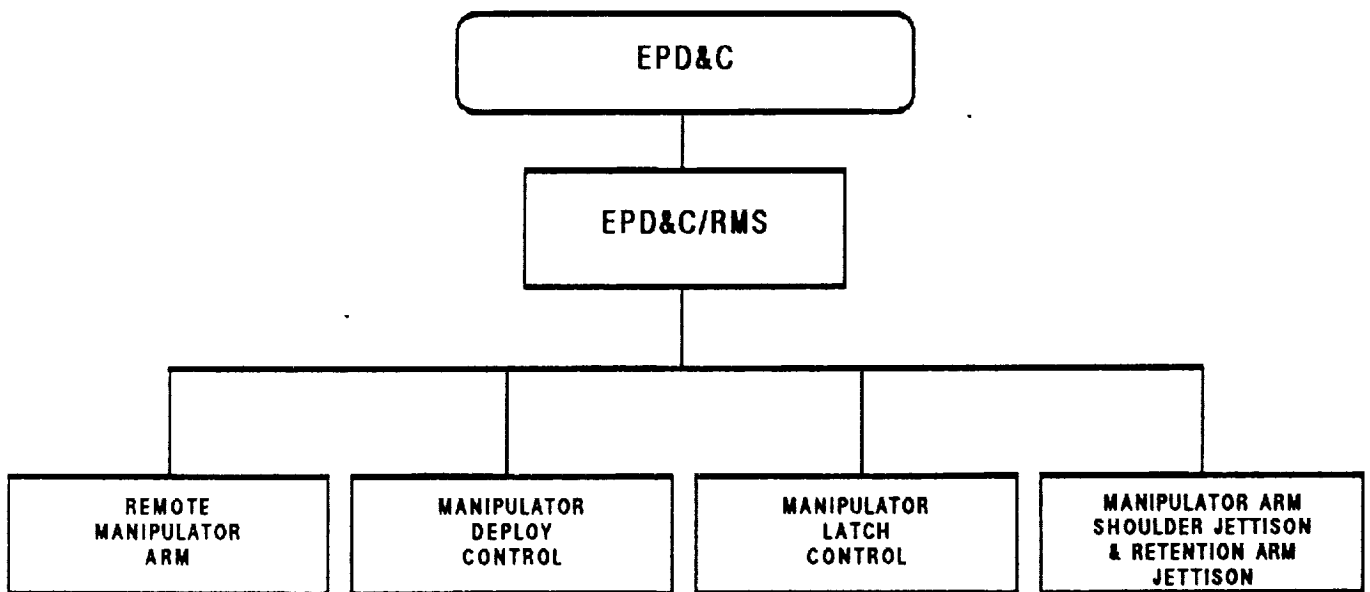 EPD&C
EPD&C/RMS
REMOTE
MANIPULATOR
ARM
MANIPULATOR
DEPLOY
CONTROL
MANIPULATOR
LATCH
CONTROL
MANIPULATOR ARM
SHOULDER JETTISON
& RETENTION ARM
JETTISON